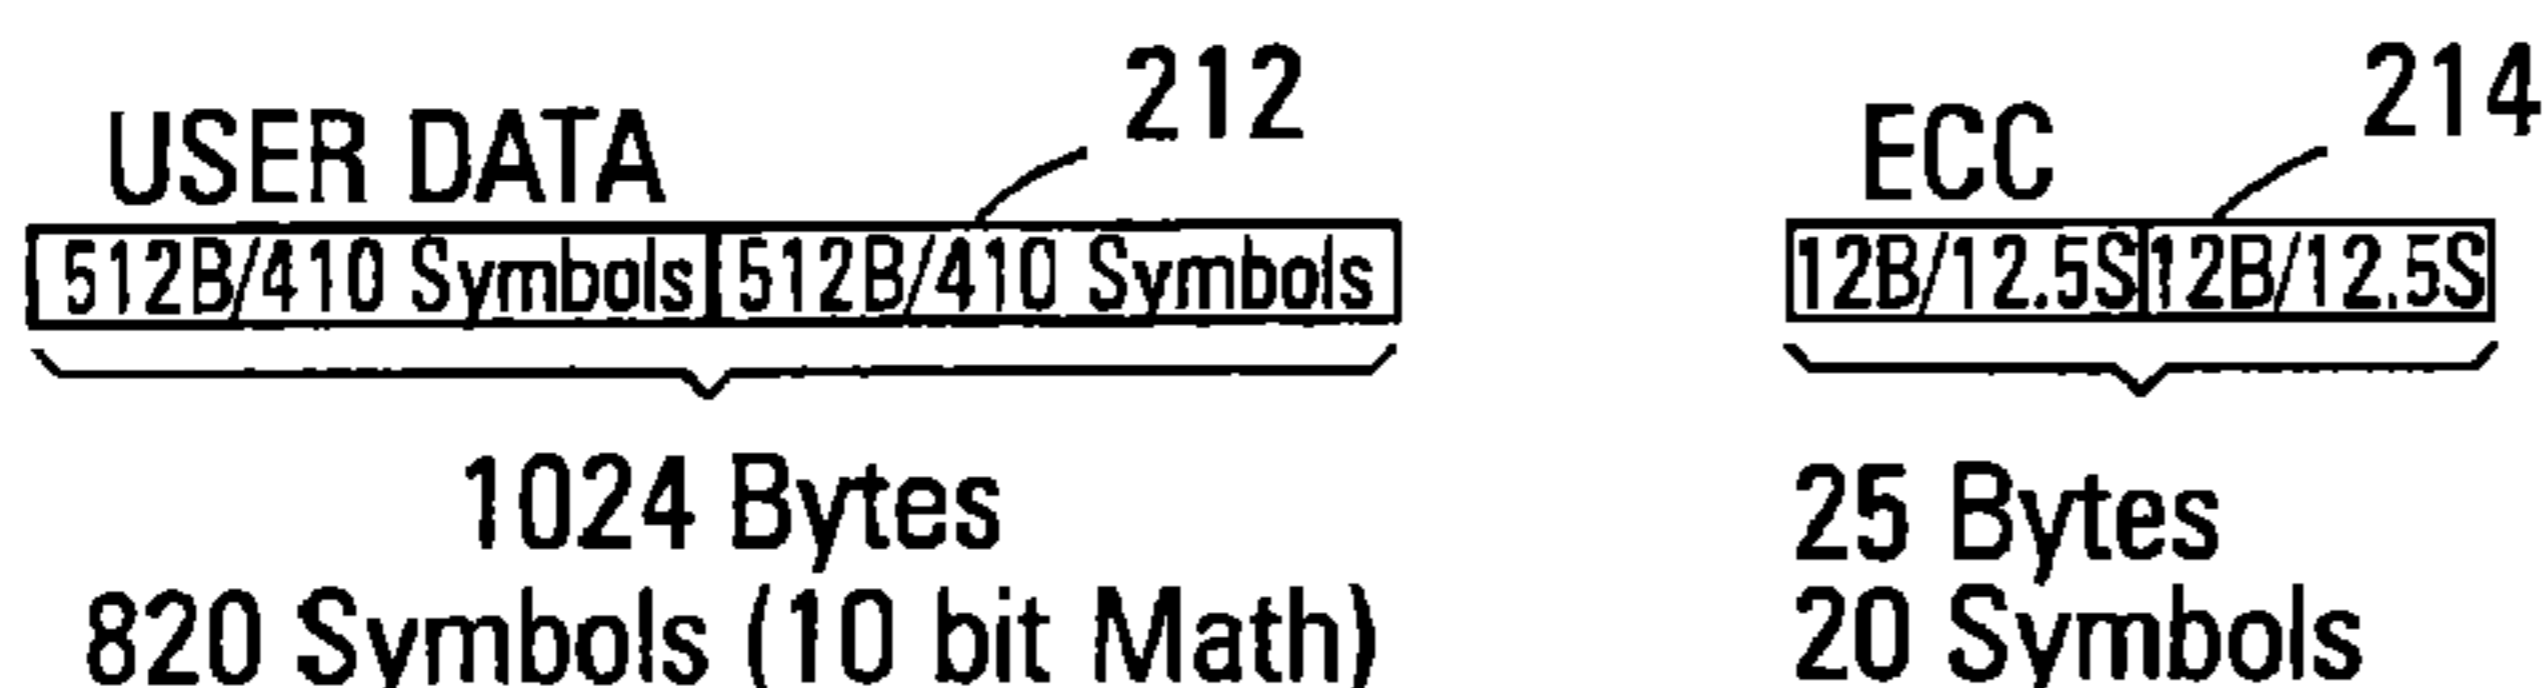 212
214
USER DATA
ECC
512B/410 Symbols 512B/410 Symbols
12B/12.5S 12B/12.5S
1024 Bytes
25 Bytes
820 Symbols (10 bit Math)
20 Symbols